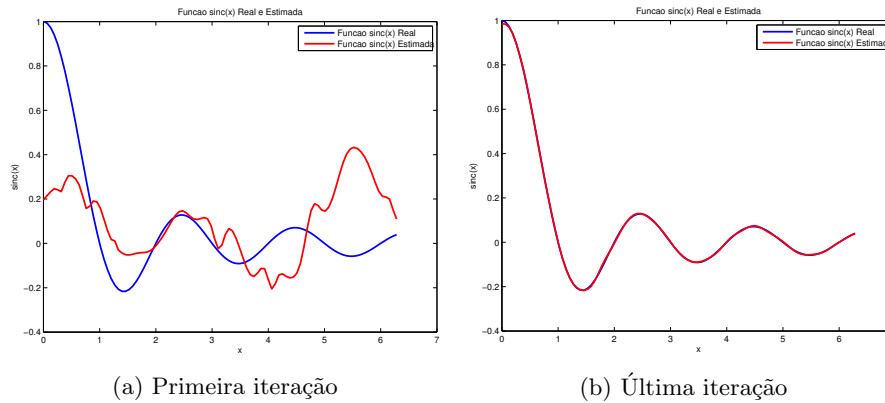 Funcao sinc(x) Real e Estimada
Funcao sinc(x) Real
Funcao sinc(x) Estimada
1
0.8
0.6
0.4
0.2
0
−0.2
−0.4
sinc(x)
0 1 2 3 4 5 6 7
x
(a) Primeira iteração
Funcao sinc(x) Real e Estimada
Funcao sinc(x) Real
Funcao sinc(x) Estimada
1
0.8
0.6
0.4
0.2
0
−0.2
−0.4
sinc(x)
0 1 2 3 4 5 6
x
(b) Última iteração